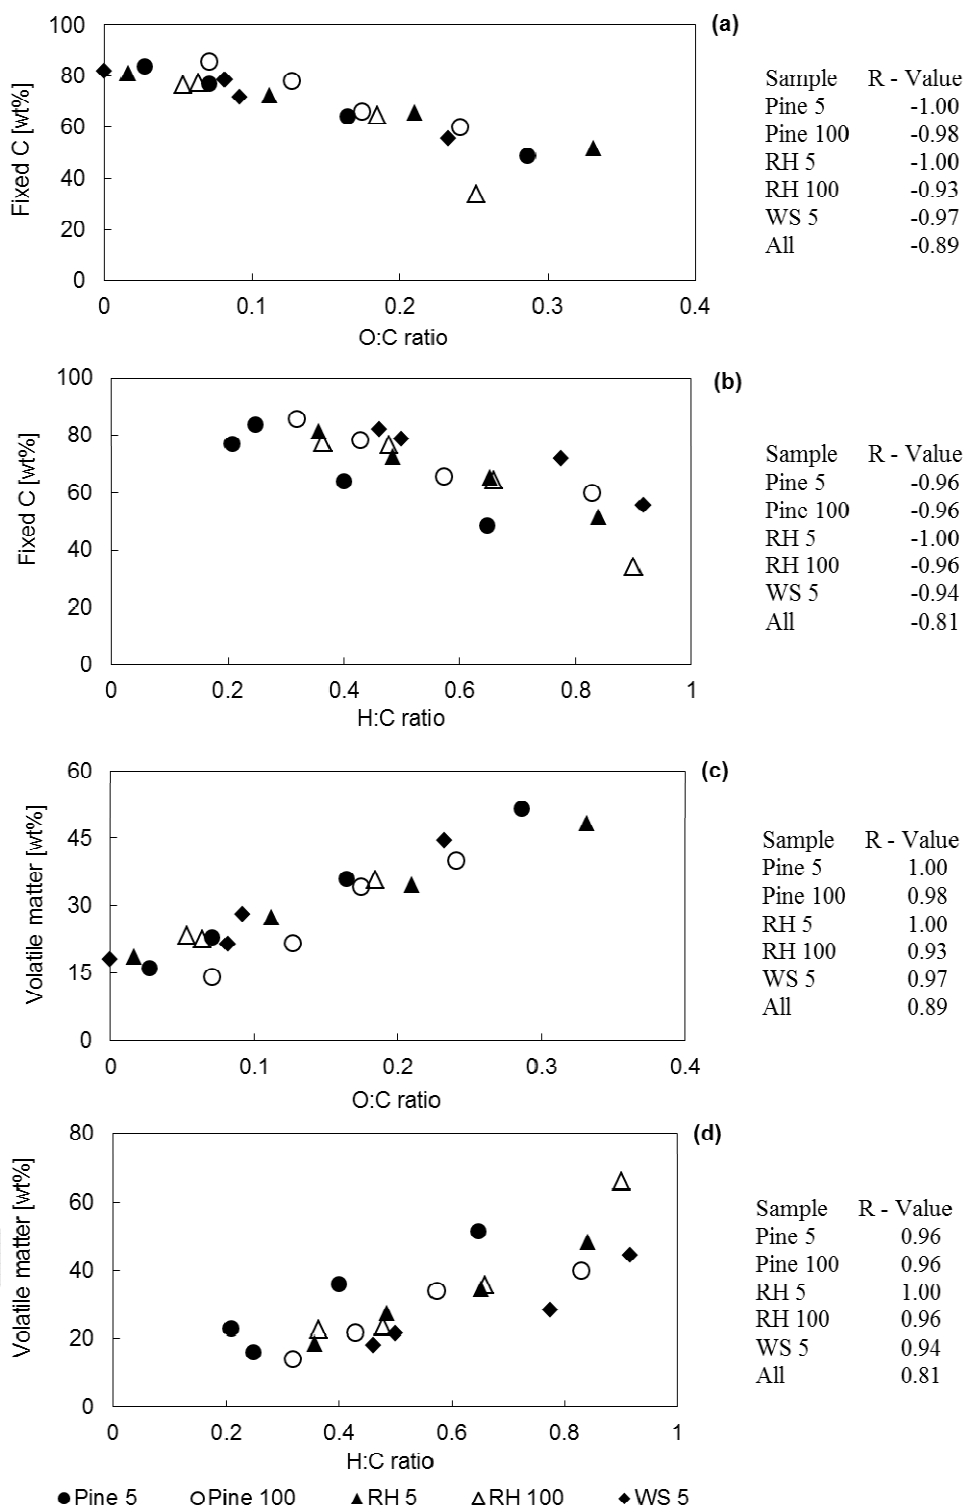 (a)
100
80
60
40
20
0
Fixed C [wt%]
0 0.1 0.2 0.3 0.4
O:C ratio
Sample R - Value
Pine 5 -1.00
Pine 100 -0.98
RH 5 -1.00
RH 100 -0.93
WS 5 -0.97
All -0.89
(b)
100
80
60
40
20
0
Fixed C [wt%]
0 0.2 0.4 0.6 0.8 1
H:C ratio
Sample R - Value
Pine 5 -0.96
Pine 100 -0.96
RH 5 -1.00
RH 100 -0.96
WS 5 -0.94
All -0.81
(c)
60
45
30
15
0
Volatile matter [wt%]
0 0.1 0.2 0.3 0.4
O:C ratio
Sample R - Value
Pine 5 1.00
Pine 100 0.98
RH 5 1.00
RH 100 0.93
WS 5 0.97
All 0.89
(d)
80
60
40
20
0
Volatile matter [wt%]
0 0.2 0.4 0.6 0.8 1
H:C ratio
Sample R - Value
Pine 5 0.96
Pine 100 0.96
RH 5 1.00
RH 100 0.96
WS 5 0.94
All 0.81
Pine 5 Pine 100 RH 5 RH 100 WS 5